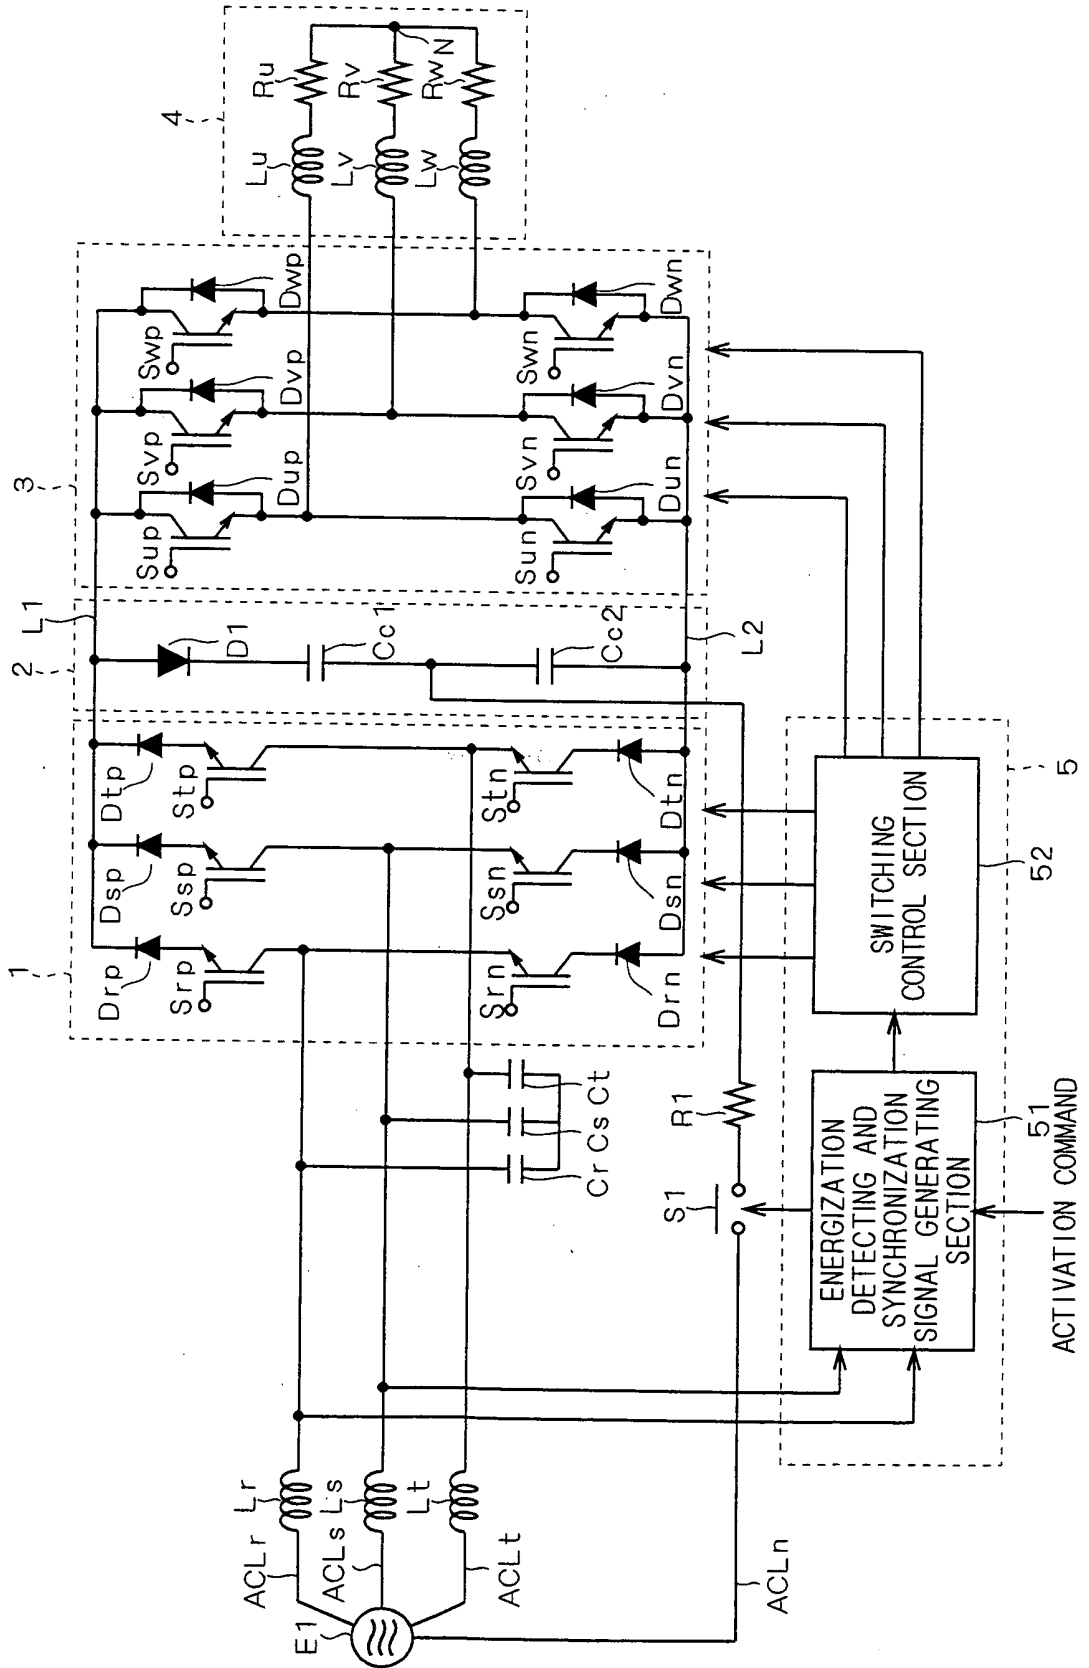 E1
ACLr
ACLs
ACLt
ACLn
Lr
Ls
Lt
Cr
Cs
Ct
S1
R1
1
Drp
Dsp
Dtp
Srp
Ssp
Stp
Srn
Ssn
Stn
Drn
Dsn
Dtn
2
L1
D1
Cc1
Cc2
L2
3
Sup
Svp
Swp
Dup
Dvp
Dwp
Sun
Svn
Swn
Dun
Dvn
Dwn
4
Lu
Ru
Lv
Rv
Lw
Rw
N
ENERGIZATION
DETECTING AND
SYNCHRONIZATION
SIGNAL GENERATING
SECTION
51
ACTIVATION COMMAND
SWITCHING
CONTROL SECTION
52
5